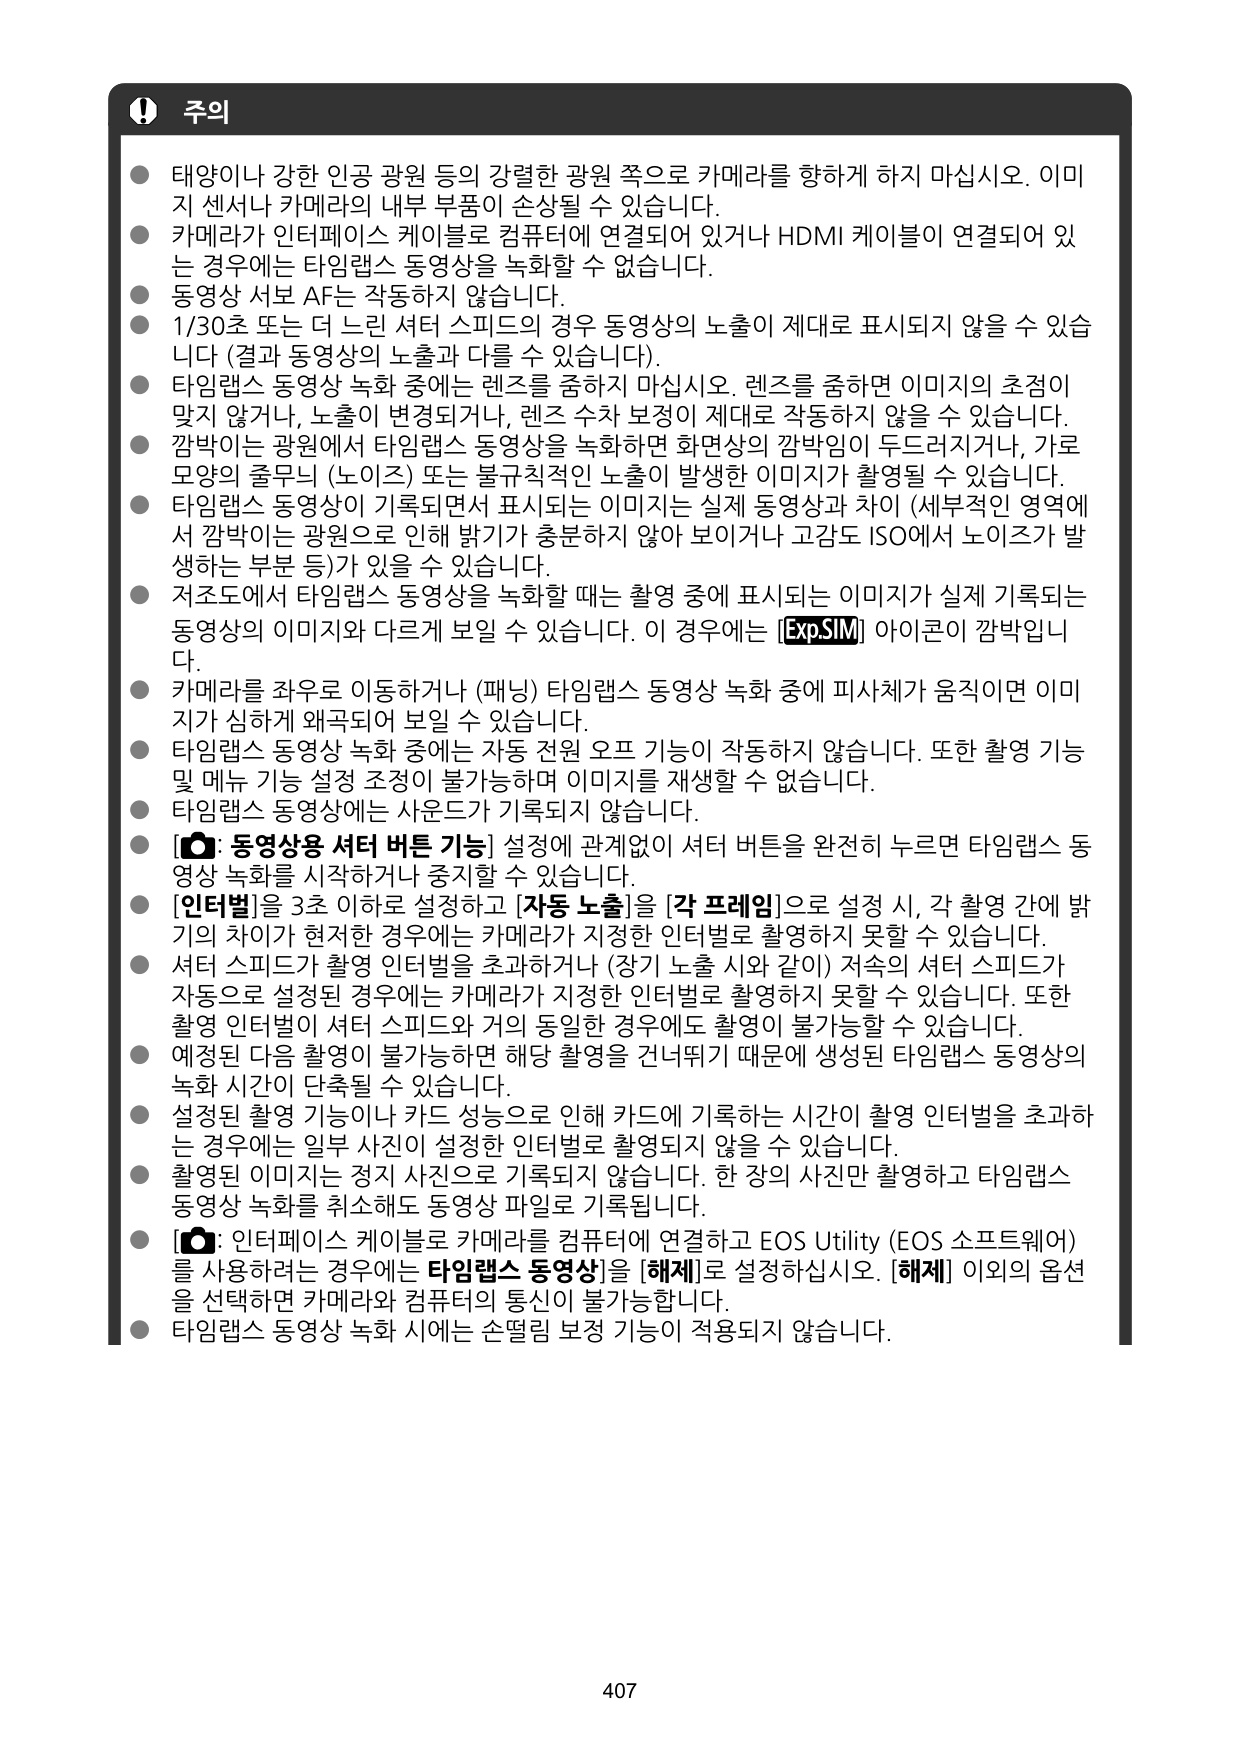 주의
● 태양이나 강한 인공 광원 등의 강렬한 광원 쪽으로 카메라를 향하게 하지 마십시오. 이미
지 센서나 카메라의 내부 부품이 손상될 수 있습니다.
● 카메라가 인터페이스 케이블로 컴퓨터에 연결되어 있거나 HDMI 케이블이 연결되어 있
는 경우에는 타임랩스 동영상을 녹화할 수 없습니다.
● 동영상 서보 AF는 작동하지 않습니다.
● 1/30초 또는 더 느린 셔터 스피드의 경우 동영상의 노출이 제대로 표시되지 않을 수 있습
니다 (결과 동영상의 노출과 다를 수 있습니다).
● 타임랩스 동영상 녹화 중에는 렌즈를 줌하지 마십시오. 렌즈를 줌하면 이미지의 초점이
맞지 않거나, 노출이 변경되거나, 렌즈 수차 보정이 제대로 작동하지 않을 수 있습니다.
● 깜박이는 광원에서 타임랩스 동영상을 녹화하면 화면상의 깜박임이 두드러지거나, 가로
모양의 줄무늬 (노이즈) 또는 불규칙적인 노출이 발생한 이미지가 촬영될 수 있습니다.
● 타임랩스 동영상이 기록되면서 표시되는 이미지는 실제 동영상과 차이 (세부적인 영역에
서 깜박이는 광원으로 인해 밝기가 충분하지 않아 보이거나 고감도 ISO에서 노이즈가 발
생하는 부분 등)가 있을 수 있습니다.
● 저조도에서 타임랩스 동영상을 녹화할 때는 촬영 중에 표시되는 이미지가 실제 기록되는
동영상의 이미지와 다르게 보일 수 있습니다. 이 경우에는 [Exp.SIM] 아이콘이 깜박입니
다.
● 카메라를 좌우로 이동하거나 (패닝) 타임랩스 동영상 녹화 중에 피사체가 움직이면 이미
지가 심하게 왜곡되어 보일 수 있습니다.
● 타임랩스 동영상 녹화 중에는 자동 전원 오프 기능이 작동하지 않습니다. 또한 촬영 기능
및 메뉴 기능 설정 조정이 불가능하며 이미지를 재생할 수 없습니다.
● 타임랩스 동영상에는 사운드가 기록되지 않습니다.
● [: 동영상용 셔터 버튼 기능] 설정에 관계없이 셔터 버튼을 완전히 누르면 타임랩스 동
영상 녹화를 시작하거나 중지할 수 있습니다.
● [인터벌]을 3초 이하로 설정하고 [자동 노출]을 [각 프레임]으로 설정 시, 각 촬영 간에 밝
기의 차이가 현저한 경우에는 카메라가 지정한 인터벌로 촬영하지 못할 수 있습니다.
● 셔터 스피드가 촬영 인터벌을 초과하거나 (장기 노출 시와 같이) 저속의 셔터 스피드가
자동으로 설정된 경우에는 카메라가 지정한 인터벌로 촬영하지 못할 수 있습니다. 또한
촬영 인터벌이 셔터 스피드와 거의 동일한 경우에도 촬영이 불가능할 수 있습니다.
● 예정된 다음 촬영이 불가능하면 해당 촬영을 건너뛰기 때문에 생성된 타임랩스 동영상의
녹화 시간이 단축될 수 있습니다.
● 설정된 촬영 기능이나 카드 성능으로 인해 카드에 기록하는 시간이 촬영 인터벌을 초과하
는 경우에는 일부 사진이 설정한 인터벌로 촬영되지 않을 수 있습니다.
● 촬영된 이미지는 정지 사진으로 기록되지 않습니다. 한 장의 사진만 촬영하고 타임랩스
동영상 녹화를 취소해도 동영상 파일로 기록됩니다.
● [: 인터페이스 케이블로 카메라를 컴퓨터에 연결하고 EOS Utility (EOS 소프트웨어)
를 사용하려는 경우에는 타임랩스 동영상]을 [해제]로 설정하십시오. [해제] 이외의 옵션
을 선택하면 카메라와 컴퓨터의 통신이 불가능합니다.
● 타임랩스 동영상 녹화 시에는 손떨림 보정 기능이 적용되지 않습니다.
407